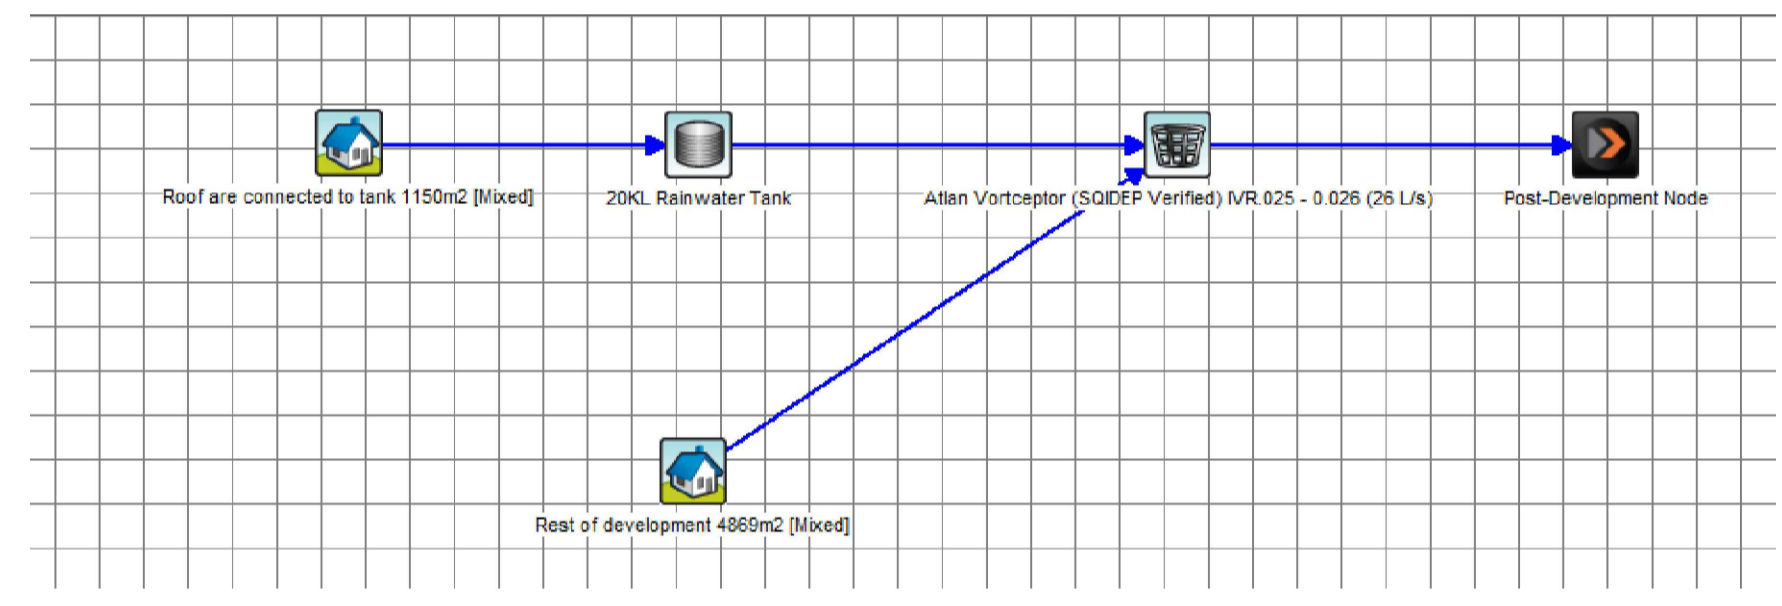 Roof are connected to tank 1150m2 [Mixed]
20KL Rainwater Tank
Atlan Vortceptor (SQIDEP Verified) IVR.025 - 0.026 (26 L/s)
Post-Development Node
Rest of development 4869m2 [Mixed]